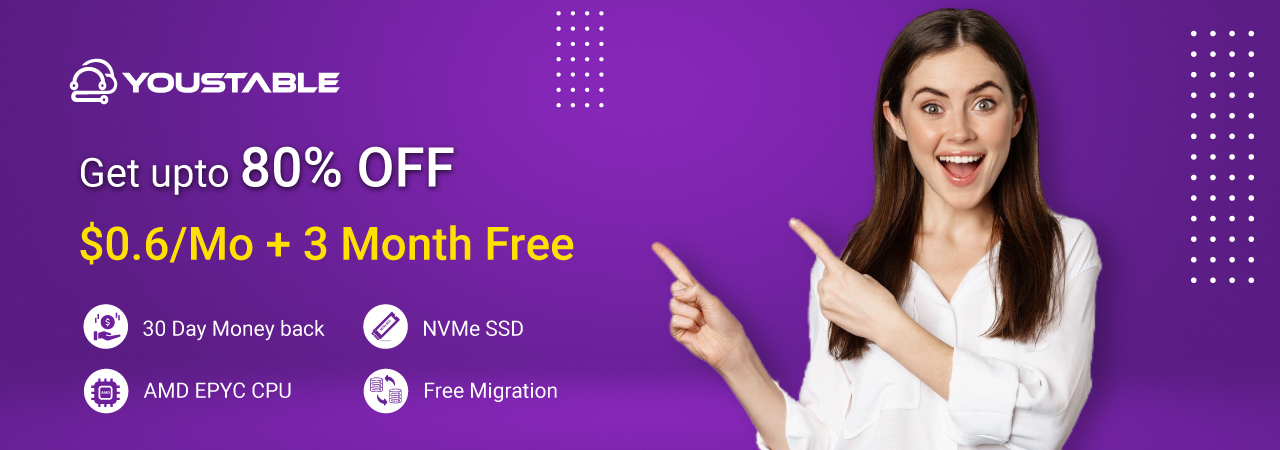 YOUSTABLE
Get upto 80% OFF
$0.6/Mo + 3 Month Free
30 Day Money back
NVMe SSD
AMD EPYC CPU
Free Migration